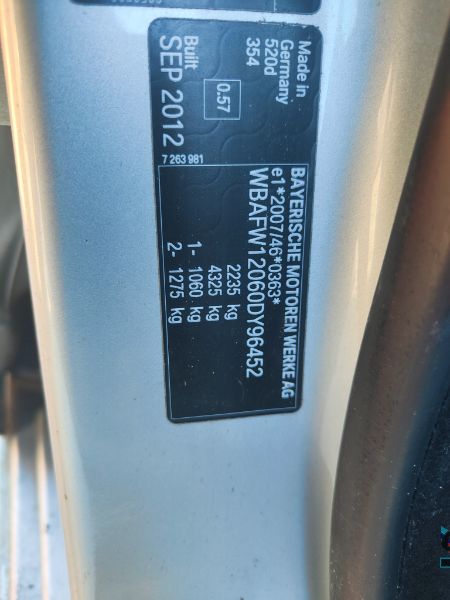 Made in
Germany
520d
354
0.57
Built
SEP 2012
7 263 981
BAYERISCHE MOTOREN WERKE AG
e1*2007/46*0363*
WBAFW12060DY96452
2235 kg
4325 kg
1- 1060 kg
2- 1275 kg